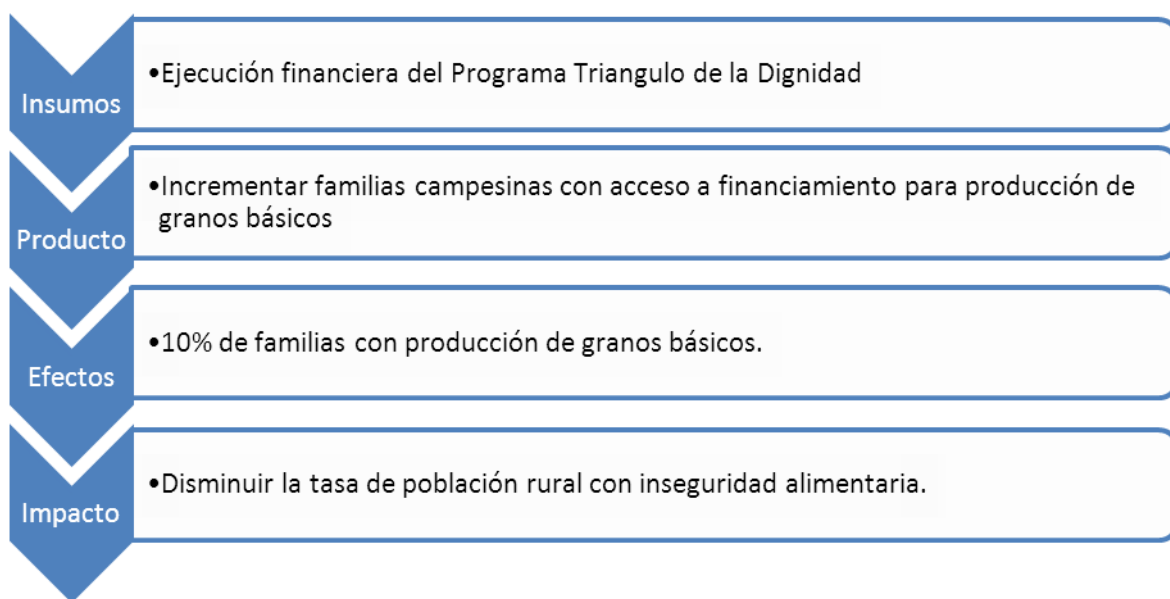 Insumos
•Ejecución financiera del Programa Triangulo de la Dignidad
Producto
•Incrementar familias campesinas con acceso a financiamiento para producción de
granos básicos
Efectos
•10% de familias con producción de granos básicos.
Impacto
•Disminuir la tasa de población rural con inseguridad alimentaria.